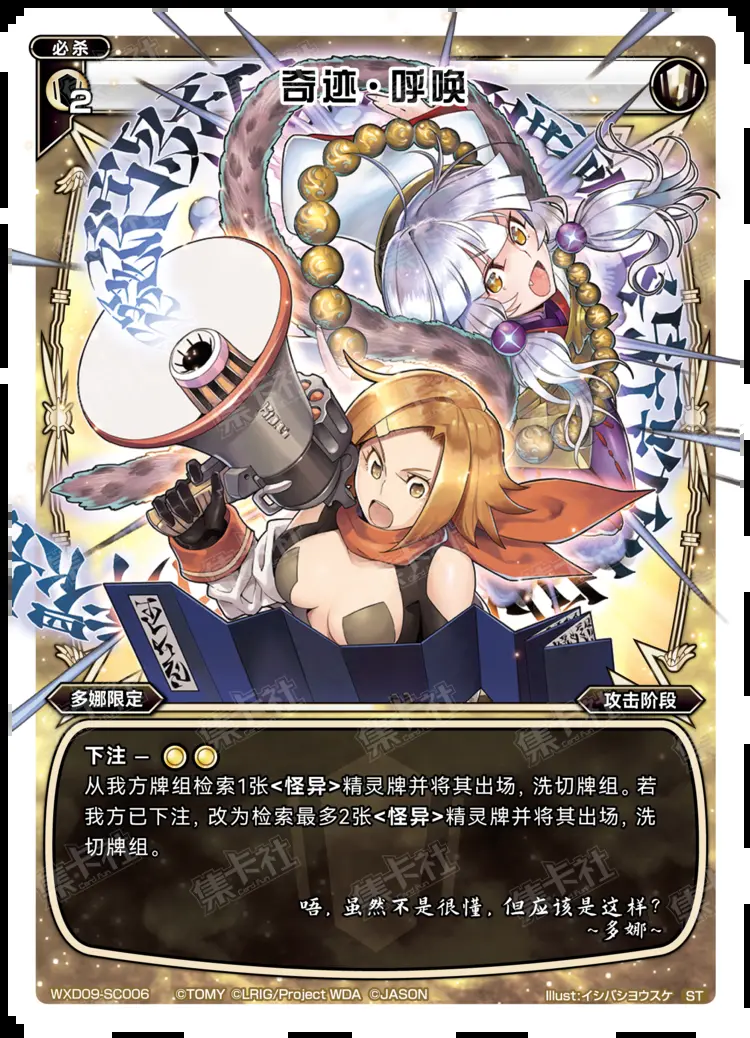 必杀
2
奇迹·呼唤
多娜限定
攻击阶段
下注 —
从我方牌组检索1张<怪异>精灵牌并将其出场, 洗切牌组。若
我方已下注, 改为检索最多2张<怪异>精灵牌并将其出场, 洗
切牌组。
唔, 虽然不是很懂, 但应该是这样?
~多娜~
WXD09-SC006 ©TOMY ©LRIG/Project WDA ©JASON Illust:イシバシヨウスケ ST
集卡社